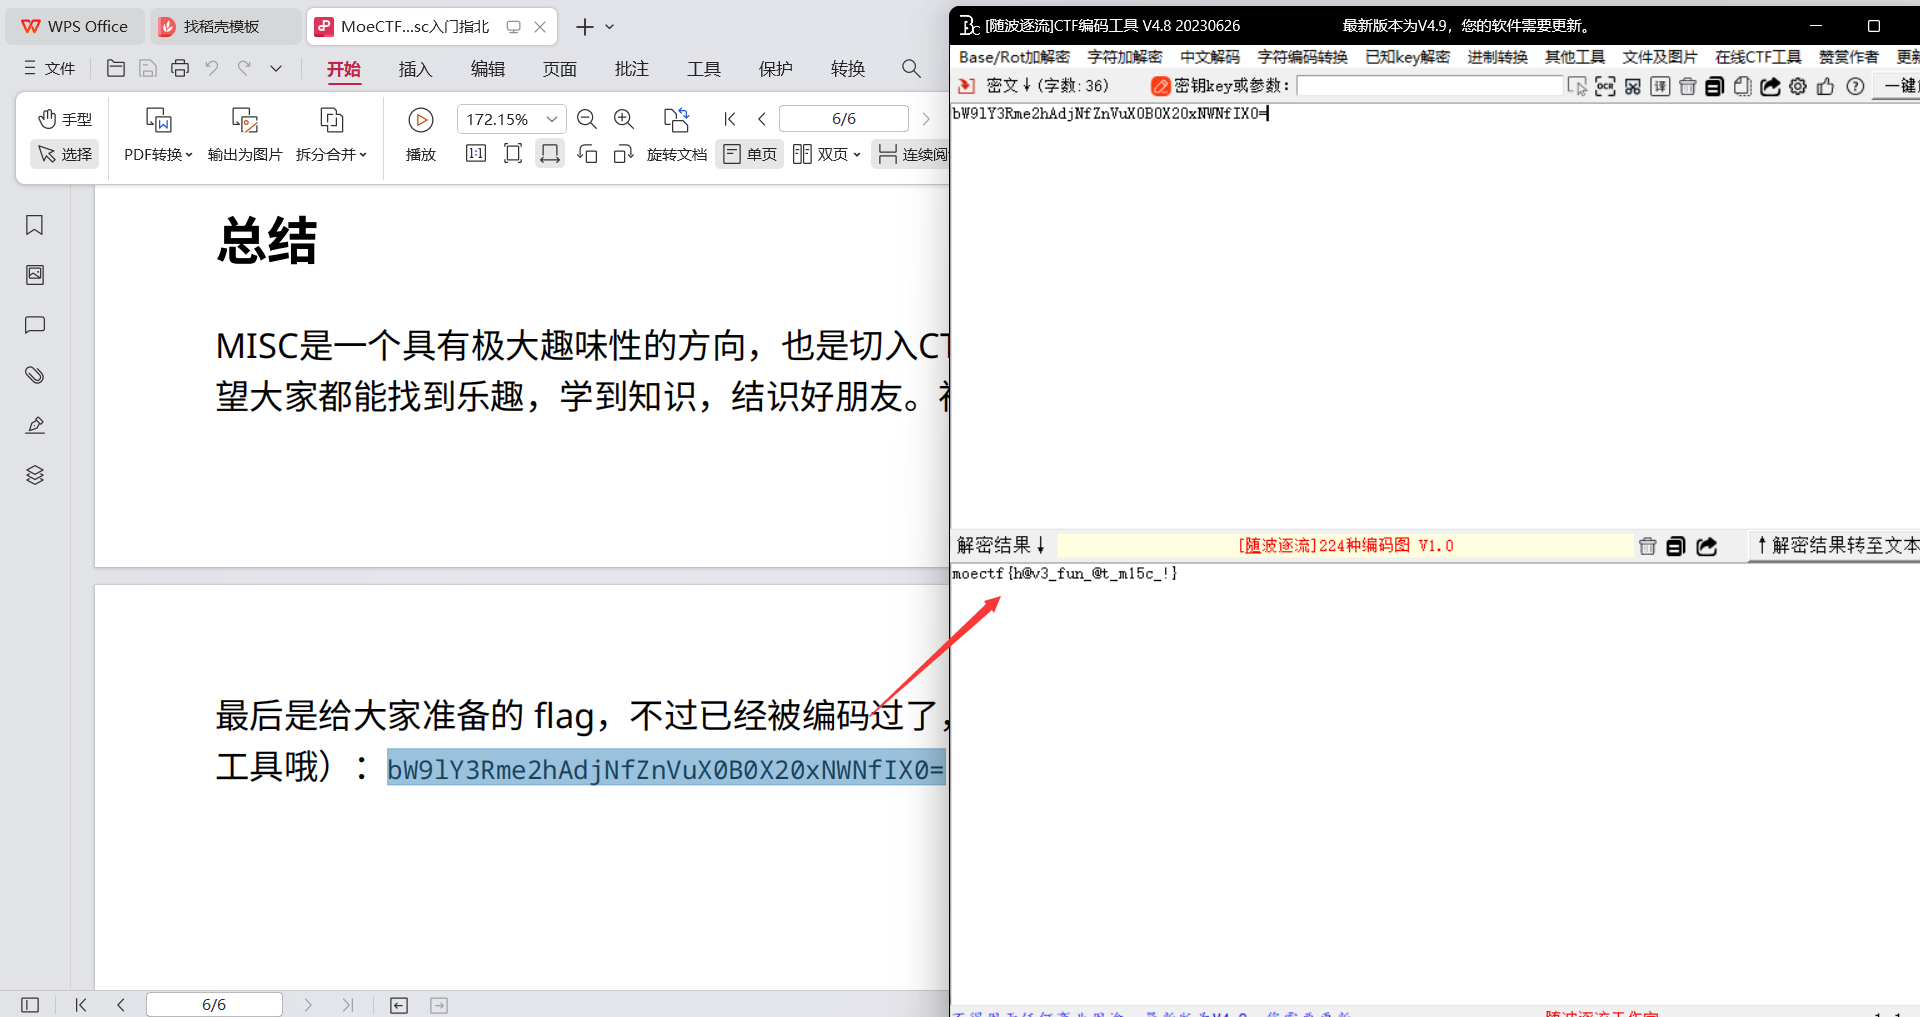 WPS Office
找稻壳模板
MoeCTF...sc入门指北
文件
开始 插入 编辑 页面 批注 工具 保护 转换
手型
选择
PDF转换
输出为图片
拆分合并
播放
172.15%
6/6
旋转文档
单页
双页
连续阅
总结
MISC是一个具有极大趣味性的方向，也是切入CT
望大家都能找到乐趣，学到知识，结识好朋友。
最后是给大家准备的 flag，不过已经被编码过了，
工具哦）：bW9lY3Rme2hAdjNfZnVuX0B0X20xNWNfIX0=
6/6
[随波逐流]CTF编码工具 V4.8 20230626
最新版本为V4.9，您的软件需要更新。
Base/Rot加解密 字符加解密 中文解码 字符编码转换 已知key解密 进制转换 其他工具 文件及图片 在线CTF工具 赞赏作者 更新
密文↓(字数:36)
密钥key或参数:
OCR
译
一键
bW9lY3Rme2hAdjNfZnVuX0B0X20xNWNfIX0=
解密结果↓
[随波逐流]224种编码图 V1.0
↑解密结果转至文本
moectf{h@v3_fun_@t_m15c_!}